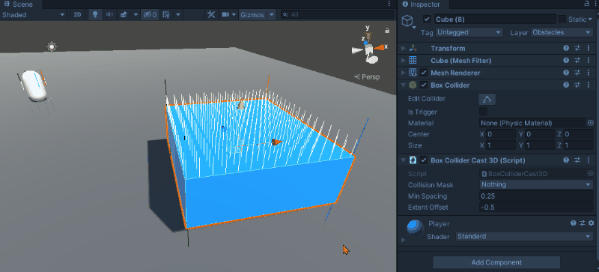 Scene
Shaded
2D
0
Gizmos
All
y
x
z
Persp
Inspector
Cube (8)
Static
Tag Untagged Layer Obstacles
Transform
Cube (Mesh Filter)
Mesh Renderer
Box Collider
Edit Collider
Is Trigger
Material None (Physic Material)
Center X 0 Y 0 Z 0
Size X 1 Y 1 Z 1
Box Collider Cast 3D (Script)
Script BoxColliderCast3D
Collision Mask Nothing
Min Spacing 0.25
Extent Offset -0.5
Player
Shader Standard
Add Component